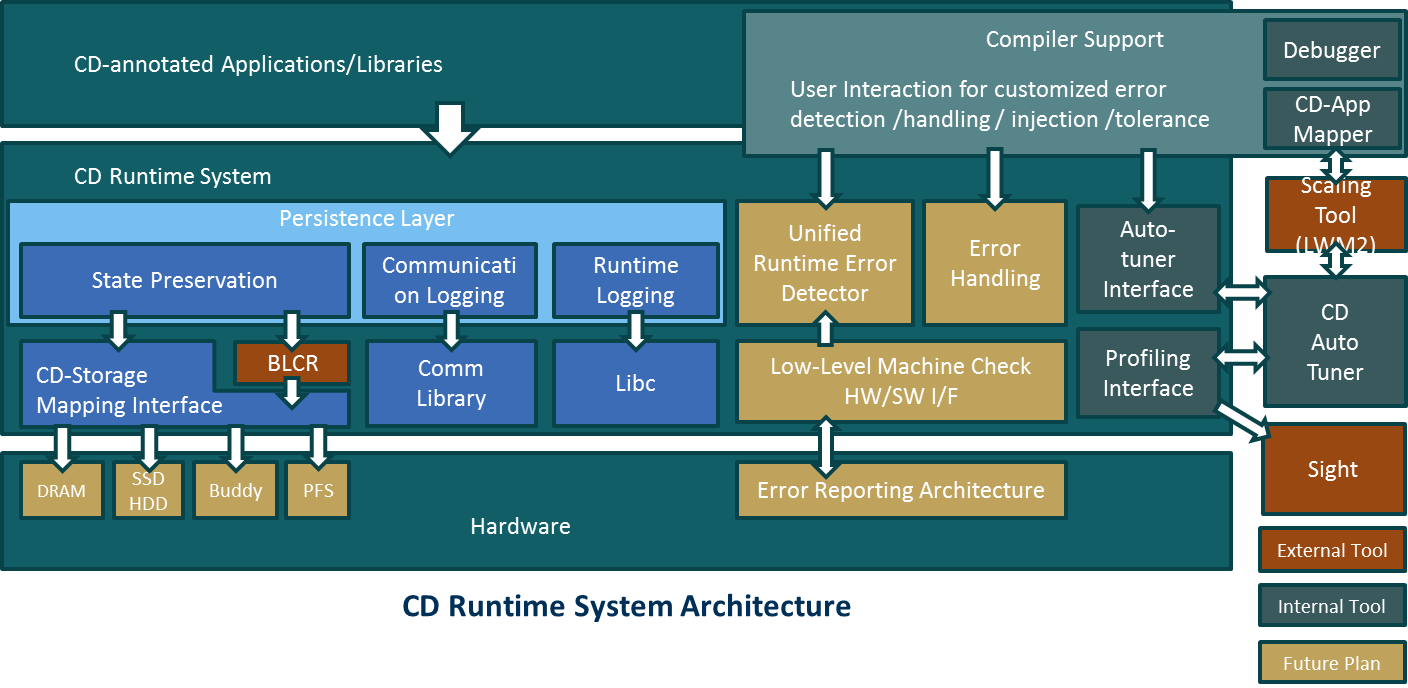 CD-annotated Applications/Libraries
Compiler Support
User Interaction for customized error
detection /handling / injection /tolerance
Debugger
CD-App
Mapper
CD Runtime System
Persistence Layer
State Preservation
Communicati
on Logging
Runtime
Logging
Unified
Runtime Error
Detector
Error
Handling
Auto-
tuner
Interface
Scaling
Tool
(LWM2)
CD-Storage
Mapping Interface
BLCR
Comm
Library
Libc
Low-Level Machine Check
HW/SW I/F
Profiling
Interface
CD
Auto
Tuner
DRAM
SSD
HDD
Buddy
PFS
Error Reporting Architecture
Hardware
Sight
CD Runtime System Architecture
External Tool
Internal Tool
Future Plan